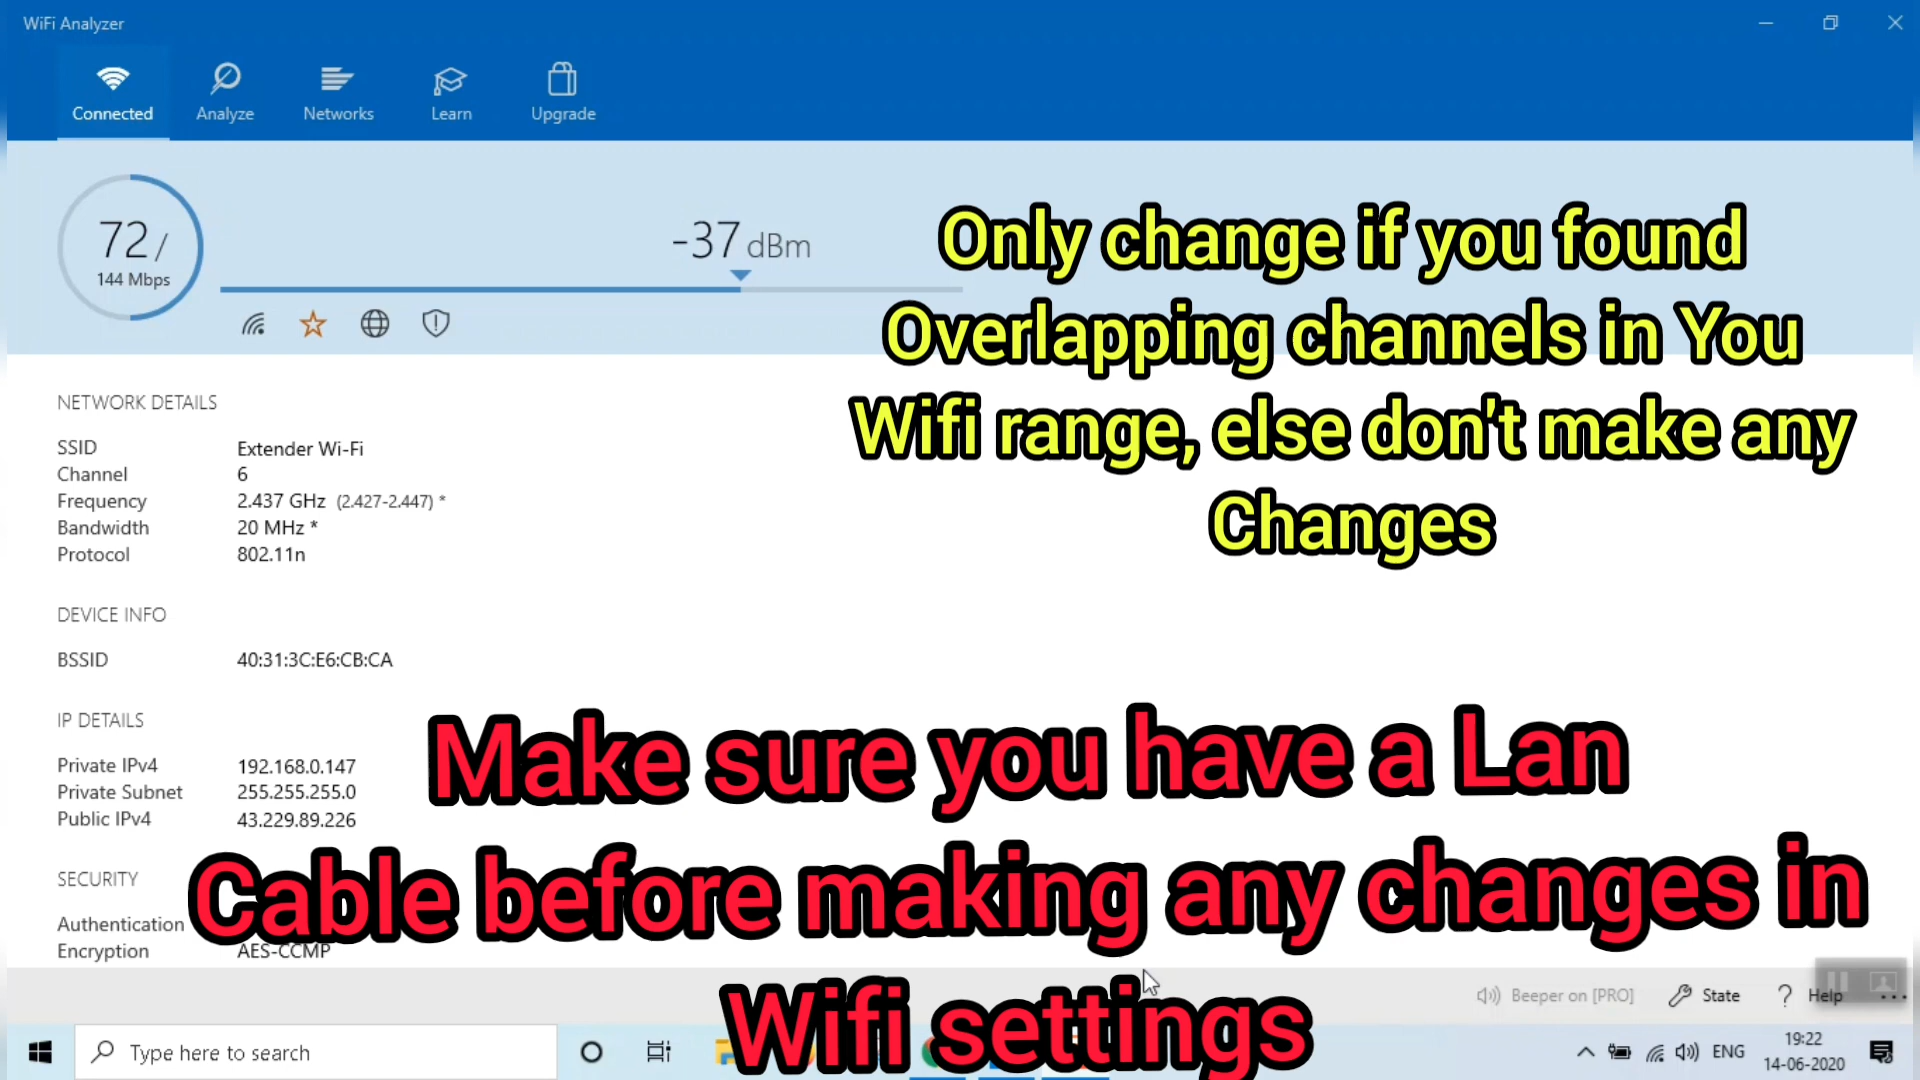 WiFi Analyzer
Connected
Analyze
Networks
Learn
Upgrade
72/
144 Mbps
-37 dBm
Only change if you found
Overlapping channels in You
Wifi range, else don't make any
Changes
NETWORK DETAILS
SSID Extender Wi-Fi
Channel 6
Frequency 2.437 GHz (2.427-2.447) *
Bandwidth 20 MHz *
Protocol 802.11n
DEVICE INFO
BSSID 40:31:3C:E6:CB:CA
IP DETAILS
Private IPv4 192.168.0.147
Private Subnet 255.255.255.0
Public IPv4 43.229.89.226
Make sure you have a Lan
Cable before making any changes in
Wifi settings
SECURITY
Authentication
Encryption AES-CCMP
Beeper on [PRO]
State
? Help
Type here to search
ENG
19:22
14-06-2020